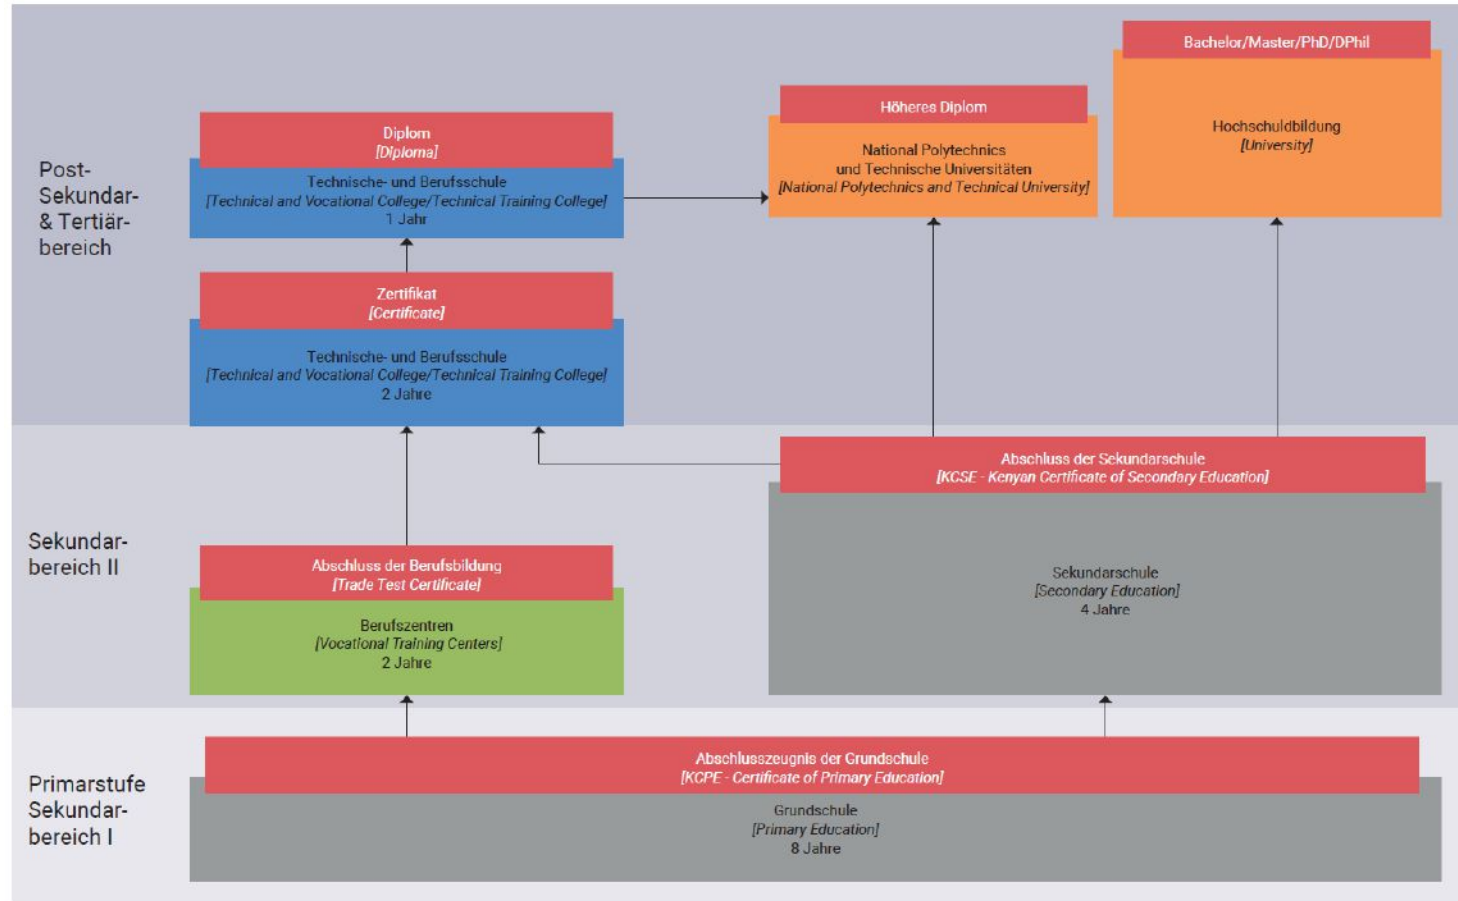 Bachelor/Master/PhD/DPhil
Hochschuldbildung
[University]
Höheres Diplom
National Polytechnics
und Technische Universitäten
[National Polytechnics and Technical University]
Diplom
[Diploma]
Technische- und Berufsschule
[Technical and Vocational College/Technical Training College]
1 Jahr
Post-
Sekundar-
& Tertiär-
bereich
Zertifikat
[Certificate]
Technische- und Berufsschule
[Technical and Vocational College/Technical Training College]
2 Jahre
Abschluss der Sekundarschule
[KCSE - Kenyan Certificate of Secondary Education]
Sekundarschule
[Secondary Education]
4 Jahre
Sekundar-
bereich II
Abschluss der Berufsbildung
[Trade Test Certificate]
Berufszentren
[Vocational Training Centers]
2 Jahre
Abschlusszeugnis der Grundschule
[KCPE - Certificate of Primary Education]
Primarstufe
Sekundar-
bereich I
Grundschule
[Primary Education]
8 Jahre